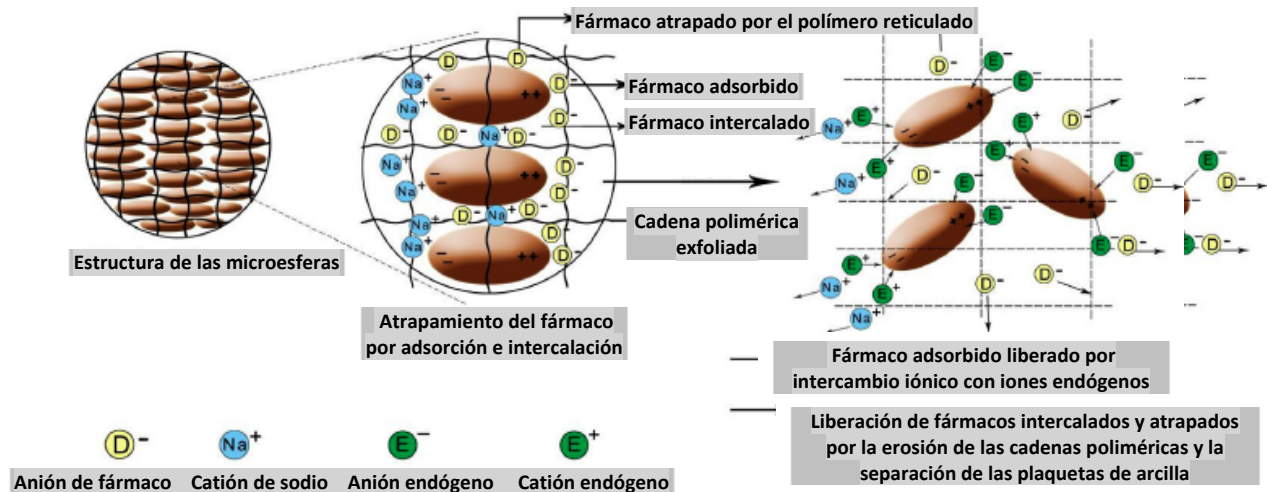 Fármaco atrapado por el polímero reticulado
Fármaco adsorbido
Fármaco intercalado
Cadena polimérica
exfoliada
Estructura de las microesferas
Atrapamiento del fármaco
por adsorción e intercalación
Fármaco adsorbido liberado por
intercambio iónico con iones endógenos
Liberación de fármacos intercalados y atrapados
por la erosión de las cadenas poliméricas y la
separación de las plaquetas de arcilla
D⁻
Na⁺
E⁻
E⁺
Anión de fármaco
Catión de sodio
Anión endógeno
Catión endógeno